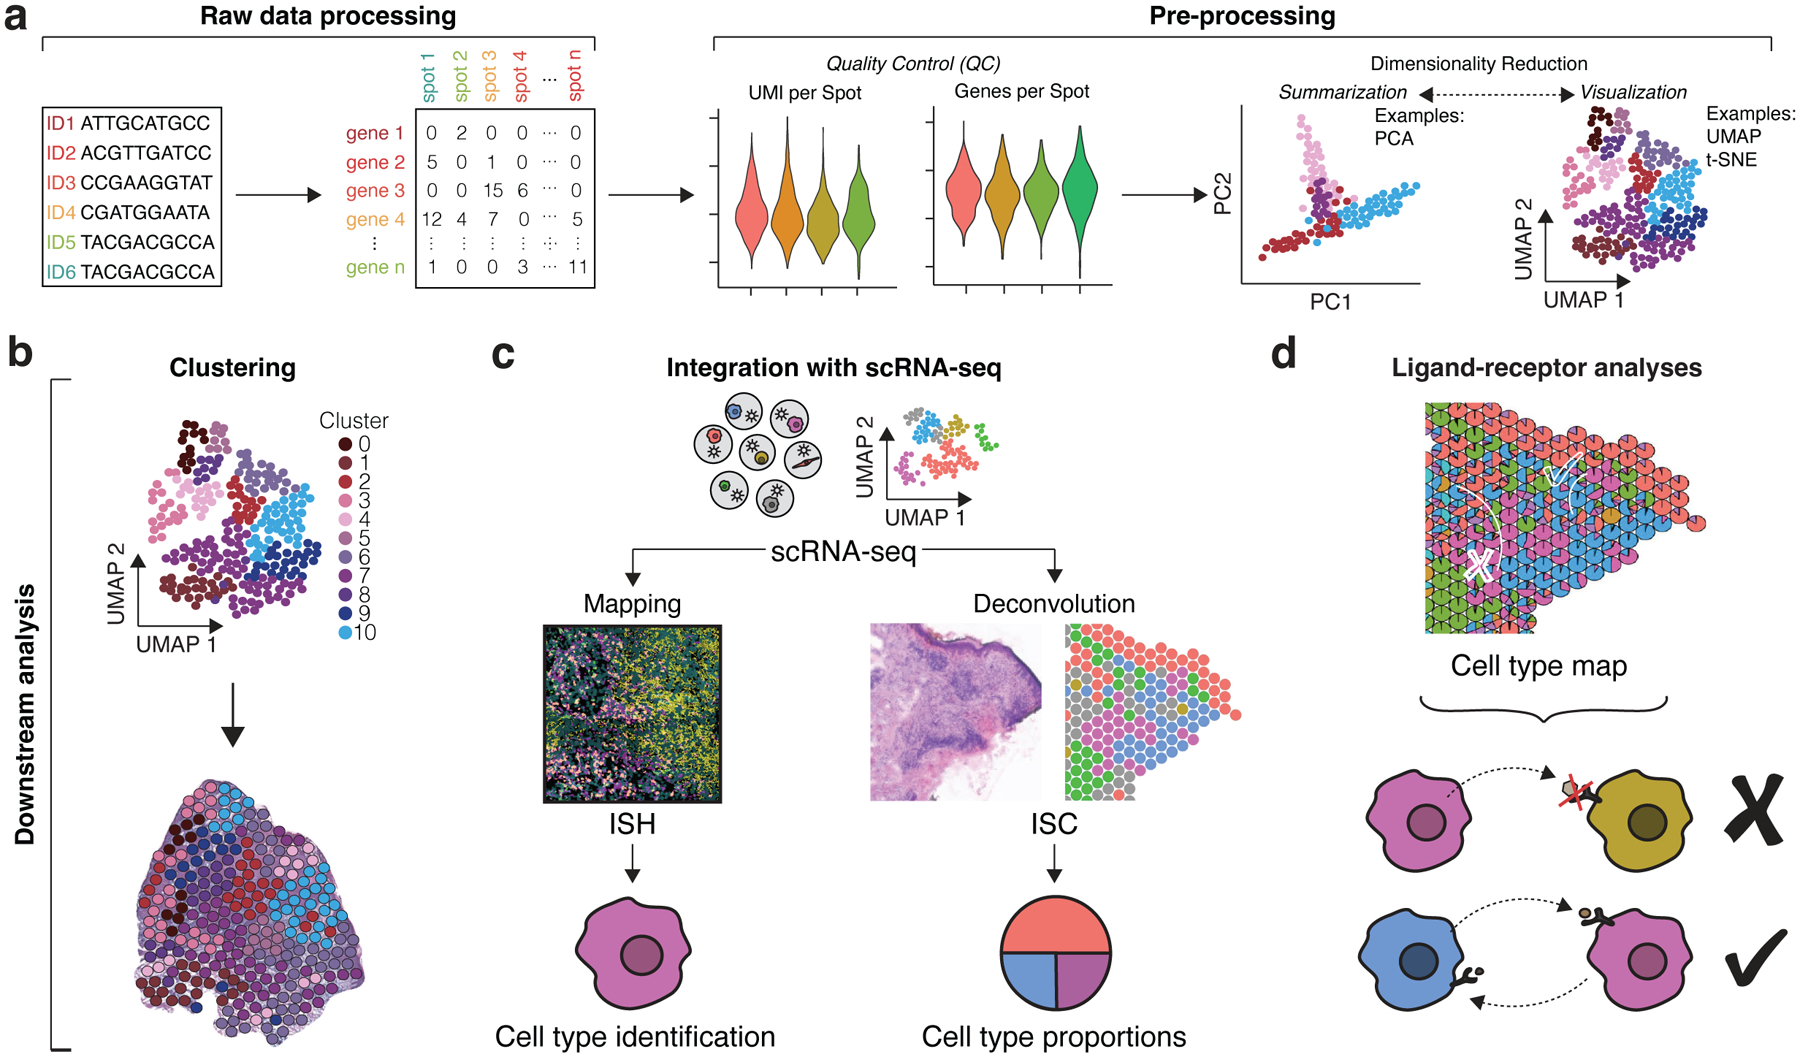 a
Raw data processing
ID1 ATTGCATGCC
ID2 ACGTTGATCC
ID3 CCGAAGGTAT
ID4 CGATGGAATA
ID5 TACGACGCCA
ID6 TACGACGCCA
spot 1 spot 2 spot 3 spot 4 ... spot n
gene 1 0 2 0 0 ... 0
gene 2 5 0 1 0 ... 0
gene 3 0 0 15 6 ... 0
gene 4 12 4 7 0 ... 5
⋮ ⋮ ⋮ ⋮ ⋮ ... ⋮
gene n 1 0 0 3 ... 11
Pre-processing
Quality Control (QC)
UMI per Spot
Genes per Spot
Dimensionality Reduction
Summarization
Visualization
Examples:
PCA
Examples:
UMAP
t-SNE
PC2
PC1
UMAP 2
UMAP 1
b
Downstream analysis
Clustering
Cluster
0
1
2
3
4
5
6
7
8
9
10
UMAP 2
UMAP 1
c
Integration with scRNA-seq
UMAP 2
UMAP 1
scRNA-seq
Mapping
Deconvolution
ISH
ISC
Cell type identification
Cell type proportions
d
Ligand-receptor analyses
Cell type map